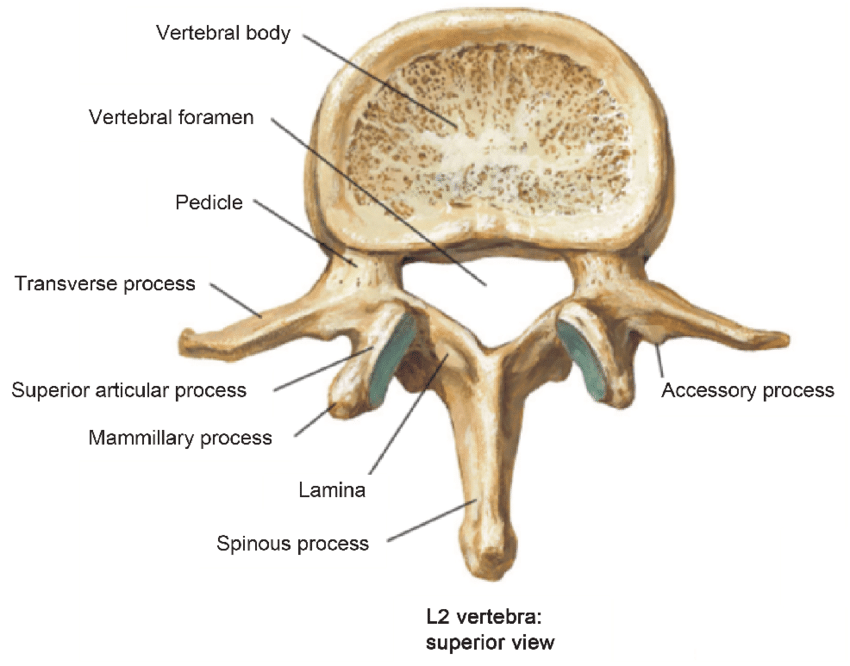 Vertebral body
Vertebral foramen
Pedicle
Transverse process
Superior articular process
Accessory process
Mammillary process
Lamina
Spinous process
L2 vertebra:
superior view